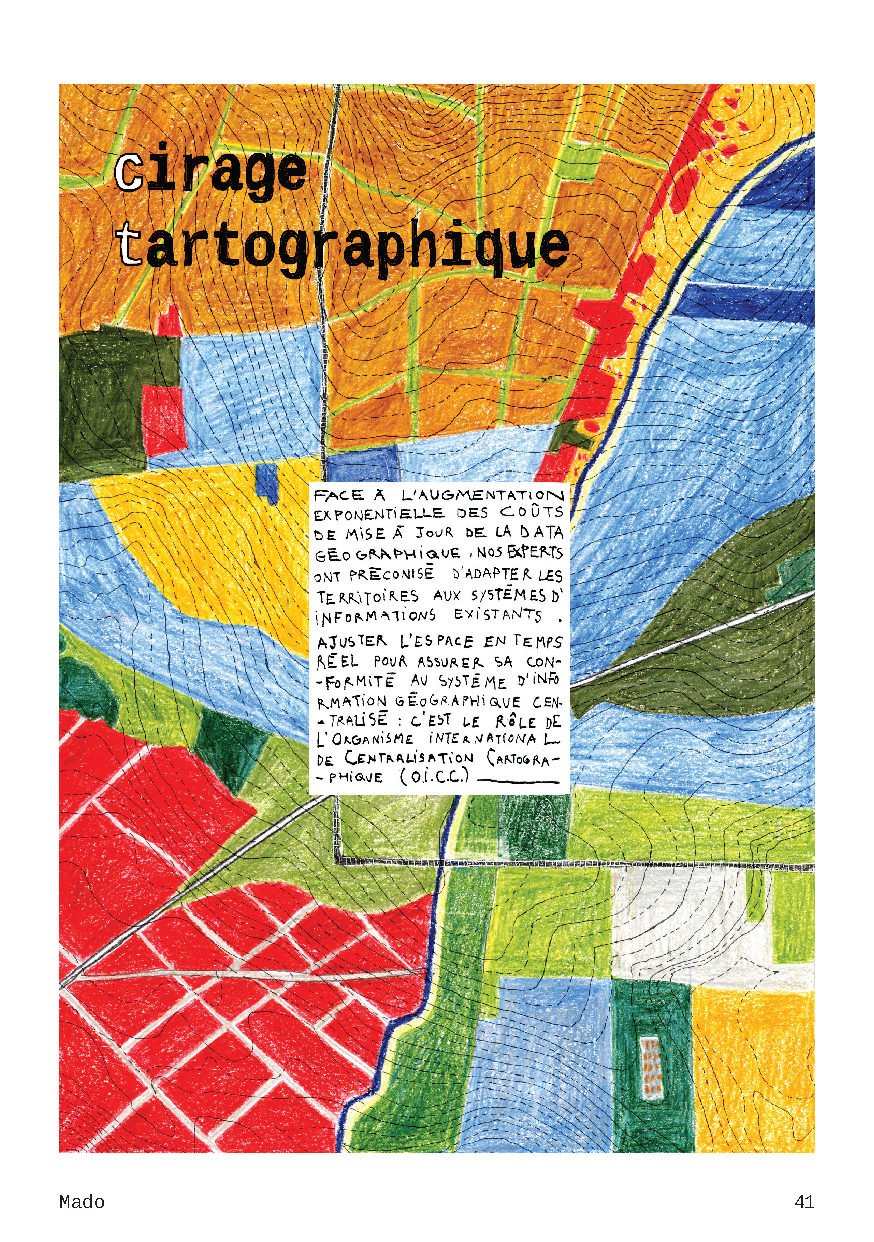 cirage
tartographique
FACE À L'AUGMENTATION
EXPONENTIELLE DES COÛTS
DE MISE À JOUR DE LA DATA
GÉOGRAPHIQUE, NOS EXPERTS
ONT PRÉCONISÉ D'ADAPTER LES
TERRITOIRES AUX SYSTÈMES D'
INFORMATIONS EXISTANTS.
AJUSTER L'ESPACE EN TEMPS
RÉEL POUR ASSURER SA CON-
-FORMITÉ AU SYSTÈME D'INFO
RMATION GÉOGRAPHIQUE CEN-
-TRALISÉ : C'EST LE RÔLE DE
L'ORGANISME INTERNATIONAL
DE CENTRALISATION CARTOGRA-
-PHIQUE (O.I.C.C.)
Mado
41